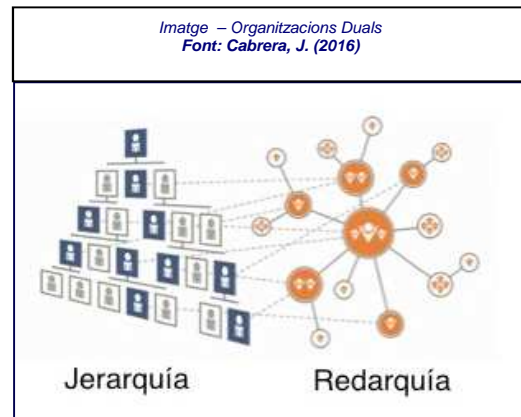 Imatge – Organitzacions Duals
Font: Cabrera, J. (2016)
Jerarquía
Redarquía